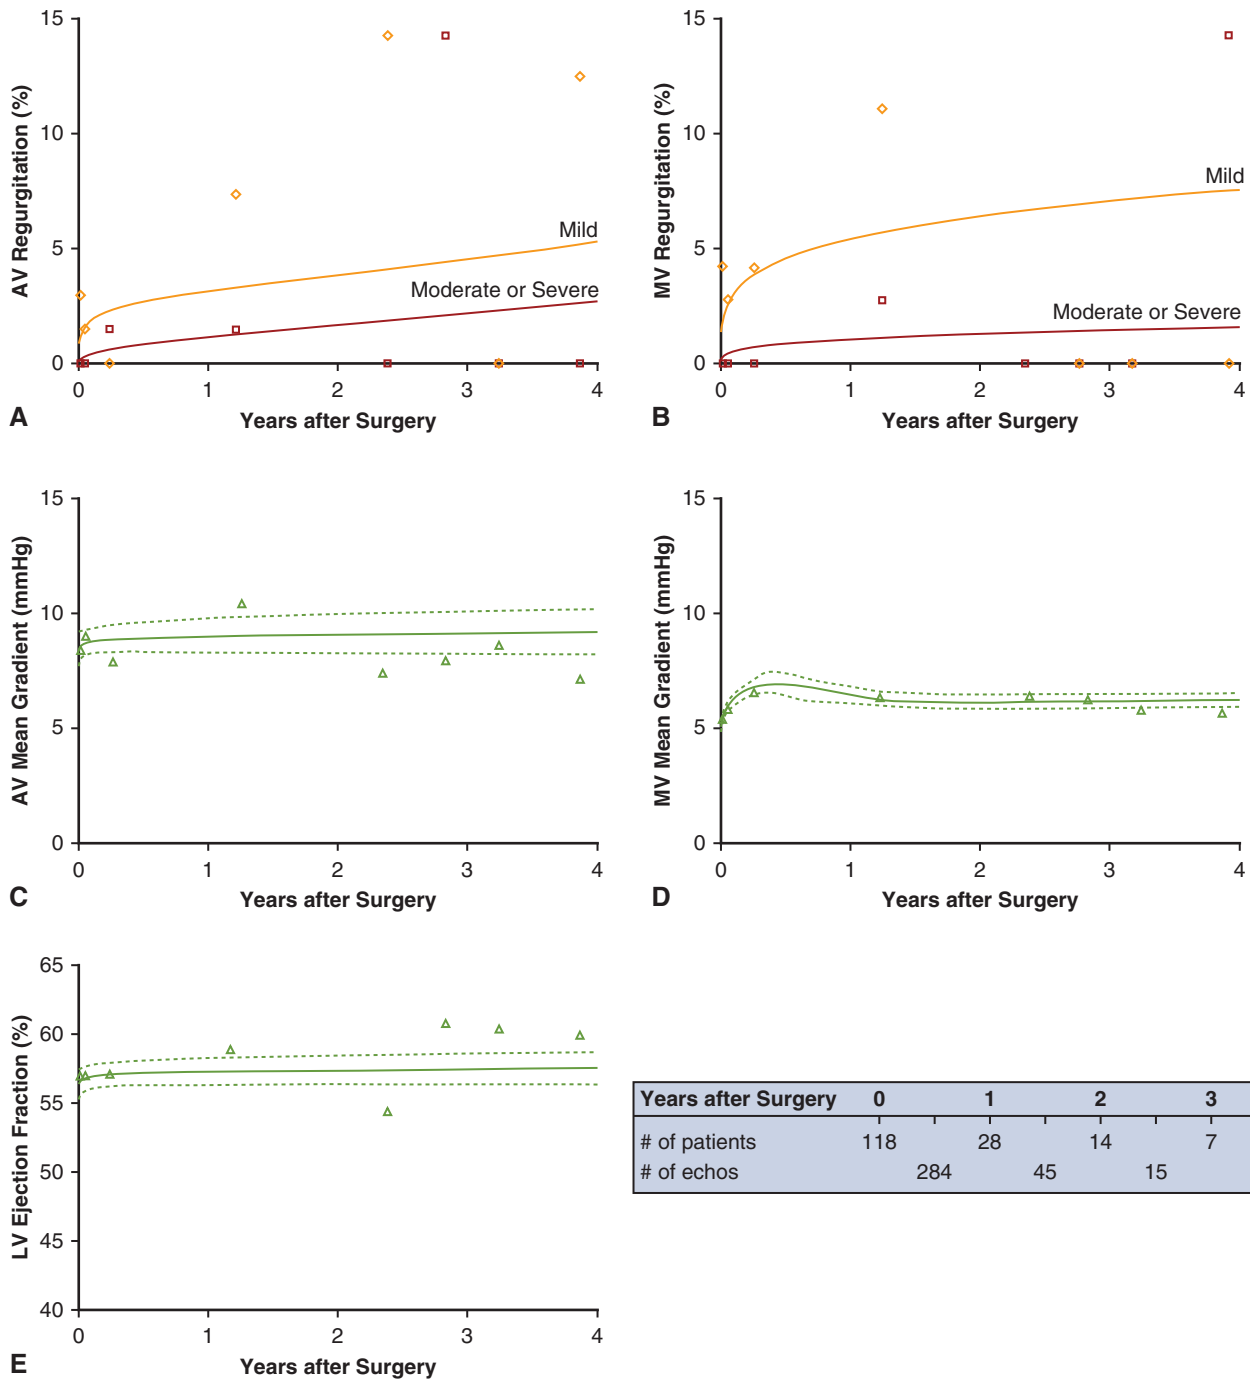 AV Regurgitation (%)
15
10
5
0
Mild
Moderate or Severe
0 1 2 3 4
Years after Surgery
A
MV Regurgitation (%)
15
10
5
0
Mild
Moderate or Severe
0 1 2 3 4
Years after Surgery
B
AV Mean Gradient (mmHg)
15
10
5
0
0 1 2 3 4
Years after Surgery
C
MV Mean Gradient (mmHg)
15
10
5
0
0 1 2 3 4
Years after Surgery
D
LV Ejection Fraction (%)
65
60
55
50
45
40
0 1 2 3 4
Years after Surgery
E
Years after Surgery 0 1 2 3
# of patients 118 28 14 7
# of echos 284 45 15